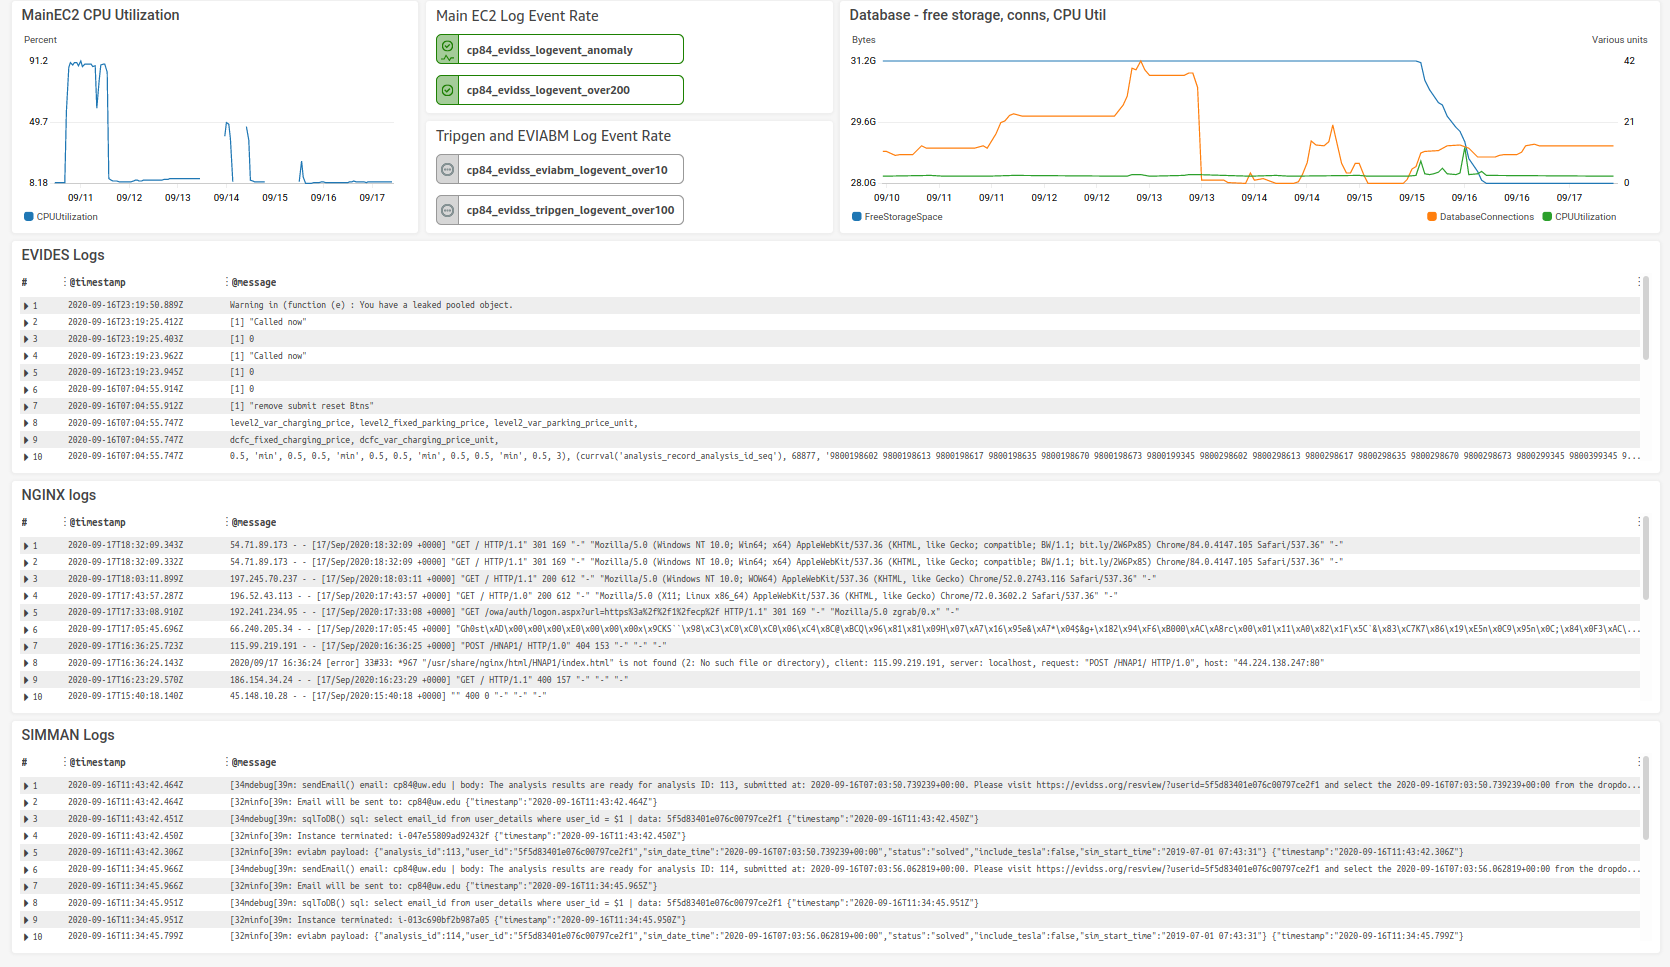 MainEC2 CPU Utilization
Percent
91.2
49.7
8.18
09/11 09/12 09/13 09/14 09/15 09/16 09/17
CPUUtilization
Main EC2 Log Event Rate
cp84_evidss_logevent_anomaly
cp84_evidss_logevent_over200
Tripgen and EVIABM Log Event Rate
cp84_evidss_eviabm_logevent_over10
cp84_evidss_tripgen_logevent_over100
Database - free storage, conns, CPU Util
Bytes Various units
31.2G 42
29.6G 21
28.0G 0
09/10 09/11 09/11 09/12 09/12 09/13 09/13 09/14 09/14 09/15 09/15 09/16 09/16 09/17
FreeStorageSpace DatabaseConnections CPUUtilization
EVIDES Logs
# @timestamp @message
1 2020-09-16T23:19:50.889Z Warning in (function (e) : You have a leaked pooled object.
2 2020-09-16T23:19:25.412Z [1] "Called now"
3 2020-09-16T23:19:25.403Z [1] 0
4 2020-09-16T23:19:23.962Z [1] "Called now"
5 2020-09-16T23:19:23.945Z [1] 0
6 2020-09-16T07:04:55.914Z [1] 0
7 2020-09-16T07:04:55.912Z [1] "remove submit reset Btns"
8 2020-09-16T07:04:55.747Z level2_var_charging_price, level2_fixed_parking_price, level2_var_parking_price_unit,
9 2020-09-16T07:04:55.747Z dcfc_fixed_charging_price, dcfc_var_charging_price_unit,
10 2020-09-16T07:04:55.747Z 0.5, 'min', 0.5, 0.5, 'min', 0.5, 0.5, 'min', 0.5, 0.5, 'min', 0.5, 3), (currval('analysis_record_analysis_id_seq'), 68877, '9800198602 9800198613 9800198617 9800198635 9800198670 9800198673 9800199345 9800298602 9800298613 9800298617 9800298635 9800298670 9800298673 9800299345 9800399345 9...
NGINX logs
# @timestamp @message
1 2020-09-17T18:32:09.343Z 54.71.89.173 - - [17/Sep/2020:18:32:09 +0000] "GET / HTTP/1.1" 301 169 "-" "Mozilla/5.0 (Windows NT 10.0; Win64; x64) AppleWebKit/537.36 (KHTML, like Gecko; compatible; BW/1.1; bit.ly/2W6Px8S) Chrome/84.0.4147.105 Safari/537.36" "-"
2 2020-09-17T18:32:09.332Z 54.71.89.173 - - [17/Sep/2020:18:32:09 +0000] "GET / HTTP/1.1" 301 169 "-" "Mozilla/5.0 (Windows NT 10.0; Win64; x64) AppleWebKit/537.36 (KHTML, like Gecko; compatible; BW/1.1; bit.ly/2W6Px8S) Chrome/84.0.4147.105 Safari/537.36" "-"
3 2020-09-17T18:03:11.899Z 197.245.70.237 - - [17/Sep/2020:18:03:11 +0000] "GET / HTTP/1.1" 200 612 "-" "Mozilla/5.0 (Windows NT 10.0; WOW64) AppleWebKit/537.36 (KHTML, like Gecko) Chrome/52.0.2743.116 Safari/537.36" "-"
4 2020-09-17T17:43:57.287Z 196.52.43.113 - - [17/Sep/2020:17:43:57 +0000] "GET / HTTP/1.0" 200 612 "-" "Mozilla/5.0 (X11; Linux x86_64) AppleWebKit/537.36 (KHTML, like Gecko) Chrome/72.0.3602.2 Safari/537.36" "-"
5 2020-09-17T17:33:08.910Z 192.241.234.95 - - [17/Sep/2020:17:33:08 +0000] "GET /owa/auth/logon.aspx?url=https%3a%2f%2f1%2fecp%2f HTTP/1.1" 301 169 "-" "Mozilla/5.0 zgrab/0.x" "-"
6 2020-09-17T17:05:45.696Z 66.240.205.34 - - [17/Sep/2020:17:05:45 +0000] "Gh0st\xAD\x00\x00\x00\xE0\x00\x00\x00x\x9CKS``\x98\xC3\xC0\xC0\xC0\x06\xC4\x8C@\xBCQ\x96\x81\x81\x09H\x07\xA7\x16\x95e&\xA7*\x04$&g+\x182\x94\xF6\xB000\xAC\xA8rc\x00\x01\x11\xA0\x82\x1F\x5C`&\x83\xC7K7\x86\x19\xE5n\x0C9\x95n\x0C;\x84\x0F3\xAC\...
7 2020-09-17T16:36:25.723Z 115.99.219.191 - - [17/Sep/2020:16:36:25 +0000] "POST /HNAP1/ HTTP/1.0" 404 153 "-" "-" "-"
8 2020-09-17T16:36:24.143Z 2020/09/17 16:36:24 [error] 33#33: *967 "/usr/share/nginx/html/HNAP1/index.html" is not found (2: No such file or directory), client: 115.99.219.191, server: localhost, request: "POST /HNAP1/ HTTP/1.0", host: "44.224.138.247:80"
9 2020-09-17T16:23:29.570Z 186.154.34.24 - - [17/Sep/2020:16:23:29 +0000] "GET / HTTP/1.1" 400 157 "-" "-" "-"
10 2020-09-17T15:40:18.140Z 45.148.10.28 - - [17/Sep/2020:15:40:18 +0000] "" 400 0 "-" "-" "-"
SIMMAN Logs
# @timestamp @message
1 2020-09-16T11:43:42.464Z [34mdebug[39m: sendEmail() email: cp84@uw.edu | body: The analysis results are ready for analysis ID: 113, submitted at: 2020-09-16T07:03:50.739239+00:00. Please visit https://evidss.org/resview/?userid=5f5d83401e076c00797ce2f1 and select the 2020-09-16T07:03:50.739239+00:00 from the dropdo...
2 2020-09-16T11:43:42.464Z [32minfo[39m: Email will be sent to: cp84@uw.edu {"timestamp":"2020-09-16T11:43:42.464Z"}
3 2020-09-16T11:43:42.451Z [34mdebug[39m: sqlToDB() sql: select email_id from user_details where user_id = $1 | data: 5f5d83401e076c00797ce2f1 {"timestamp":"2020-09-16T11:43:42.450Z"}
4 2020-09-16T11:43:42.450Z [32minfo[39m: Instance terminated: i-047e55809ad92432f {"timestamp":"2020-09-16T11:43:42.450Z"}
5 2020-09-16T11:43:42.306Z [32minfo[39m: eviabm payload: {"analysis_id":113,"user_id":"5f5d83401e076c00797ce2f1","sim_date_time":"2020-09-16T07:03:50.739239+00:00","status":"solved","include_tesla":false,"sim_start_time":"2019-07-01 07:43:31"} {"timestamp":"2020-09-16T11:43:42.306Z"}
6 2020-09-16T11:34:45.966Z [34mdebug[39m: sendEmail() email: cp84@uw.edu | body: The analysis results are ready for analysis ID: 114, submitted at: 2020-09-16T07:03:56.062819+00:00. Please visit https://evidss.org/resview/?userid=5f5d83401e076c00797ce2f1 and select the 2020-09-16T07:03:56.062819+00:00 from the dropdo...
7 2020-09-16T11:34:45.966Z [32minfo[39m: Email will be sent to: cp84@uw.edu {"timestamp":"2020-09-16T11:34:45.965Z"}
8 2020-09-16T11:34:45.951Z [34mdebug[39m: sqlToDB() sql: select email_id from user_details where user_id = $1 | data: 5f5d83401e076c00797ce2f1 {"timestamp":"2020-09-16T11:34:45.951Z"}
9 2020-09-16T11:34:45.951Z [32minfo[39m: Instance terminated: i-013c690bf2b987a05 {"timestamp":"2020-09-16T11:34:45.950Z"}
10 2020-09-16T11:34:45.799Z [32minfo[39m: eviabm payload: {"analysis_id":114,"user_id":"5f5d83401e076c00797ce2f1","sim_date_time":"2020-09-16T07:03:56.062819+00:00","status":"solved","include_tesla":false,"sim_start_time":"2019-07-01 07:43:31"} {"timestamp":"2020-09-16T11:34:45.799Z"}